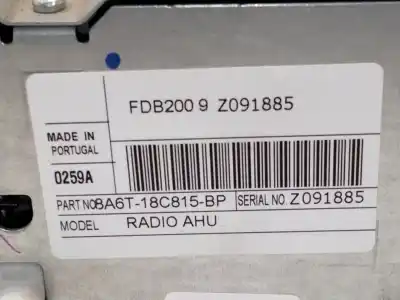 FDB200 9 Z091885
MADE IN
PORTUGAL
0259A
PART NO 8A6T-18C815-BP SERIAL NO. Z091885
MODEL RADIO AHU